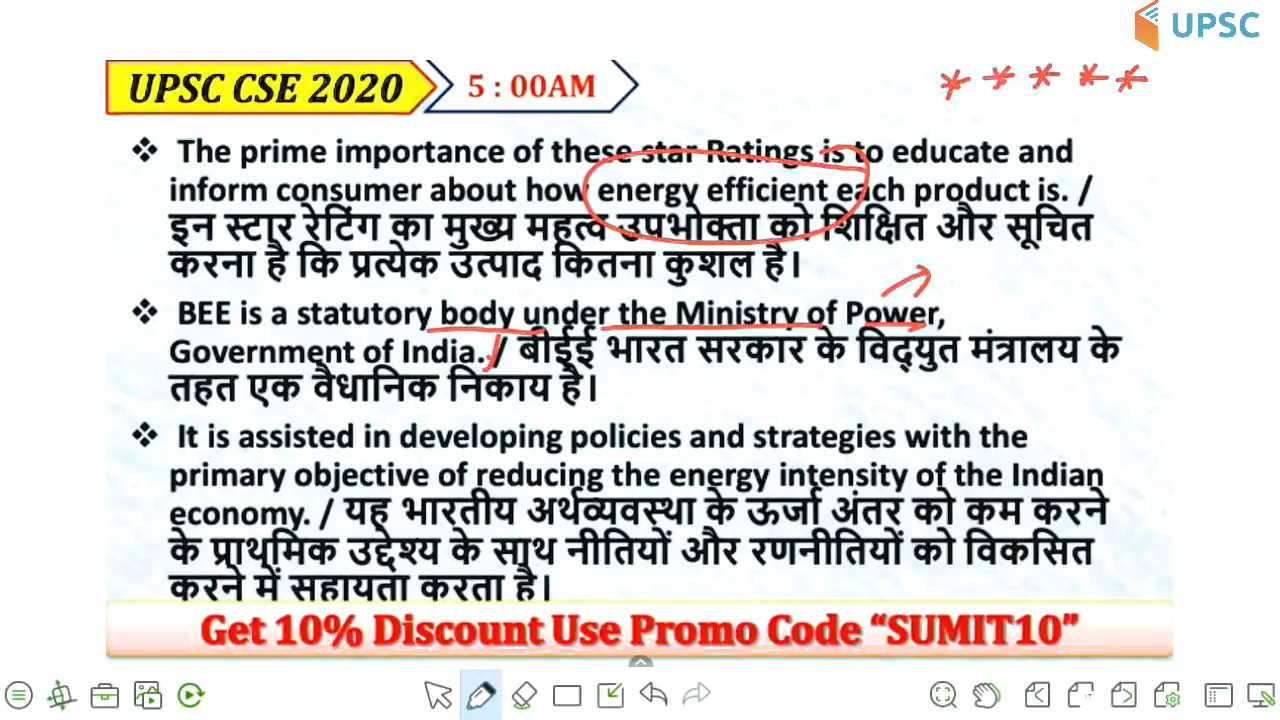 UPSC
UPSC CSE 2020
5 : 00AM
❖ The prime importance of these star Ratings is to educate and
inform consumer about how energy efficient each product is. /
इन स्टार रेटिंग का मुख्य महत्व उपभोक्ता को शिक्षित और सूचित
करना है कि प्रत्येक उत्पाद कितना कुशल है।
❖ BEE is a statutory body under the Ministry of Power,
Government of India. / बीईई भारत सरकार के विद्युत मंत्रालय के
तहत एक वैधानिक निकाय है।
❖ It is assisted in developing policies and strategies with the
primary objective of reducing the energy intensity of the Indian
economy. / यह भारतीय अर्थव्यवस्था के ऊर्जा अंतर को कम करने
के प्राथमिक उद्देश्य के साथ नीतियों और रणनीतियों को विकसित
करने में सहायता करता है।
Get 10% Discount Use Promo Code “SUMIT10”